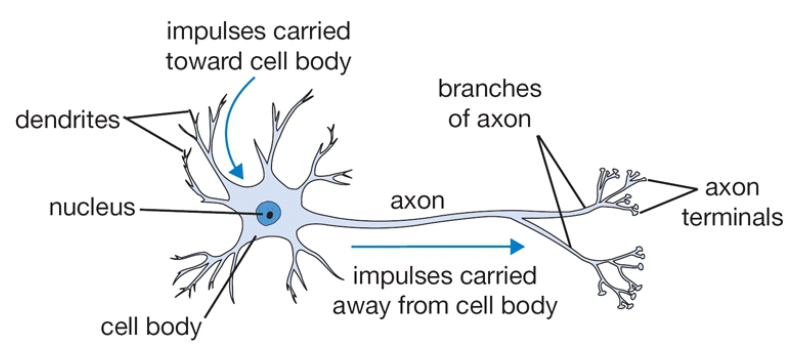 impulses carried
toward cell body
dendrites
branches
of axon
nucleus
axon
axon
terminals
impulses carried
away from cell body
cell body